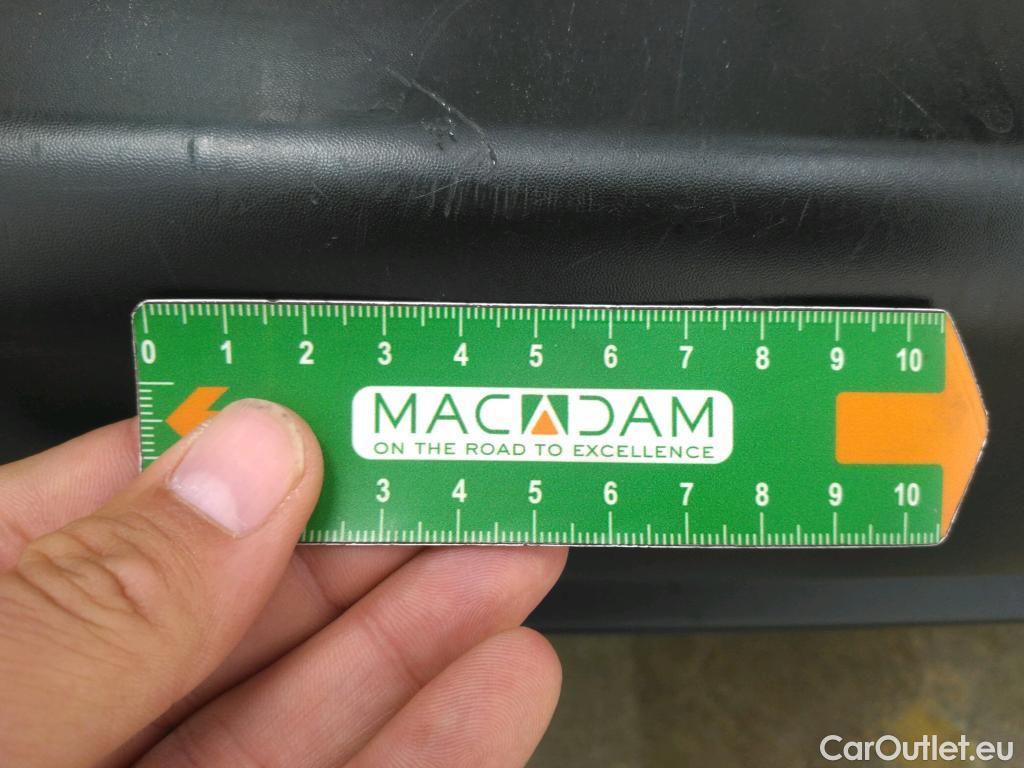 0 1 2 3 4 5 6 7 8 9 10
MACADAM
ON THE ROAD TO EXCELLENCE
3 4 5 6 7 8 9 10
CarOutlet.eu